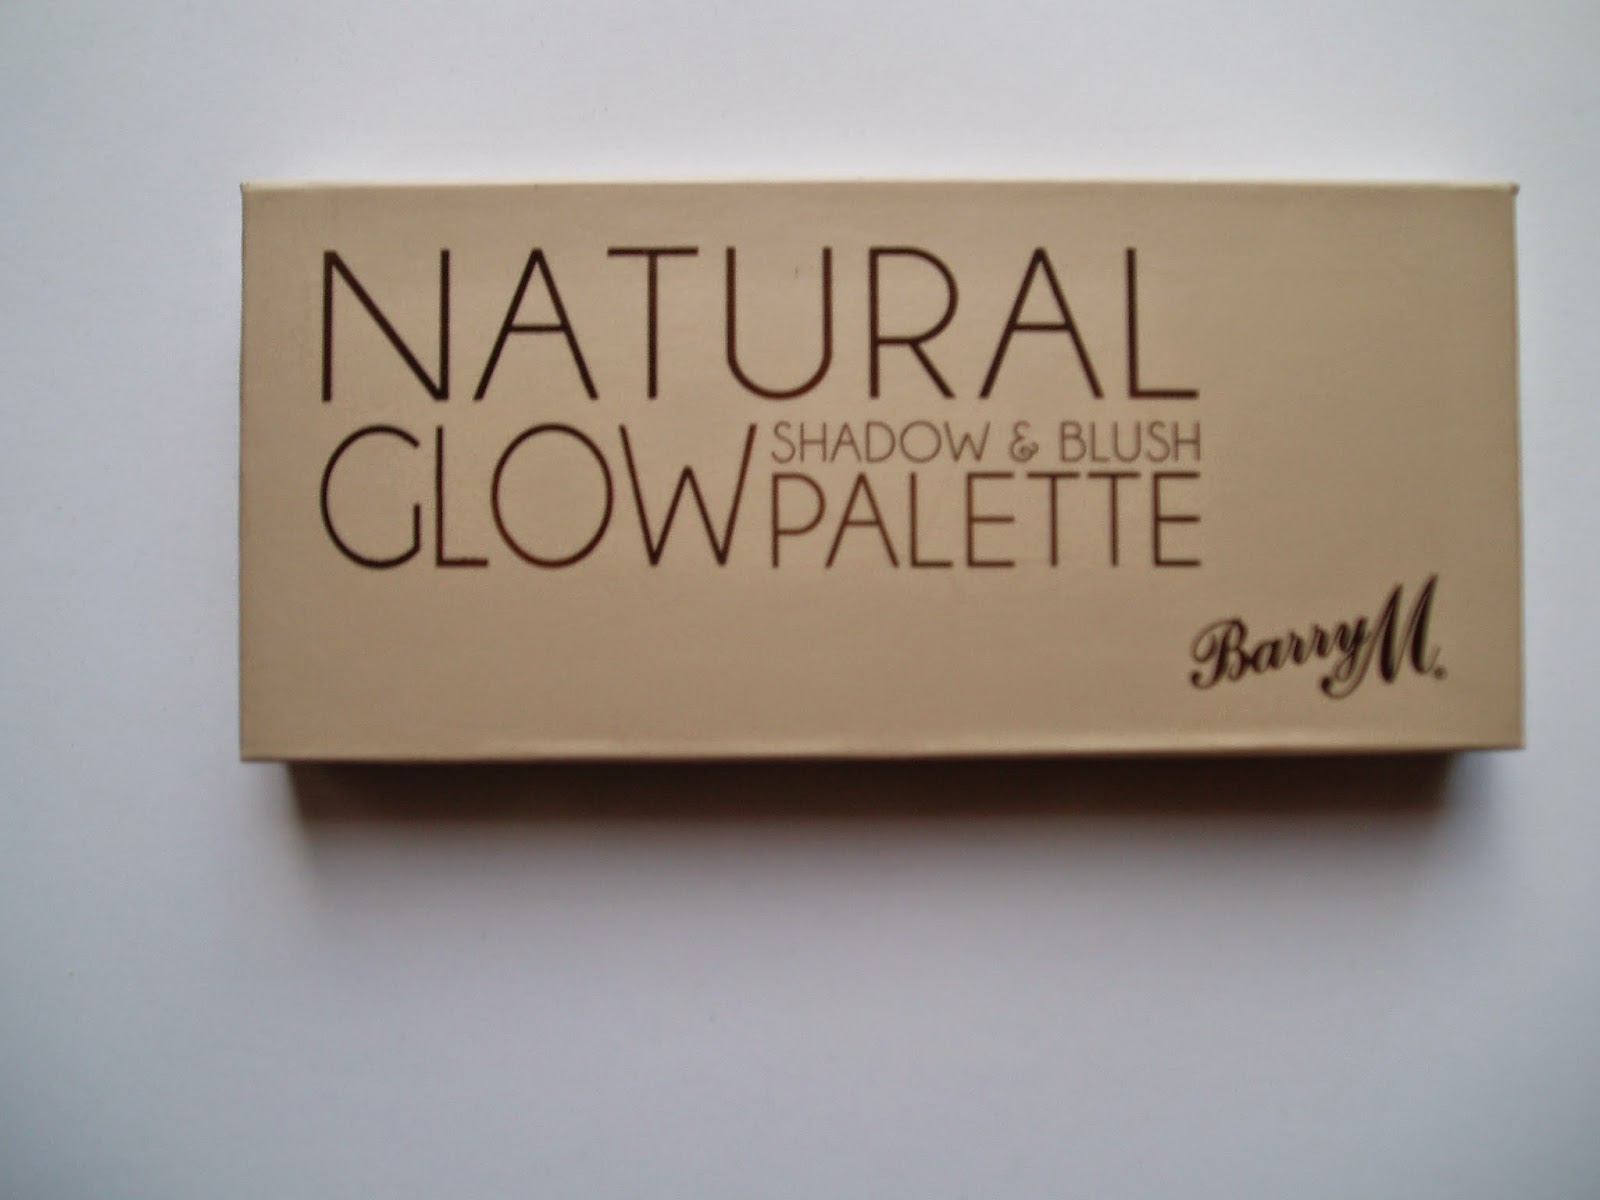 NATURAL
GLOW SHADOW & BLUSH
PALETTE
Barry M.